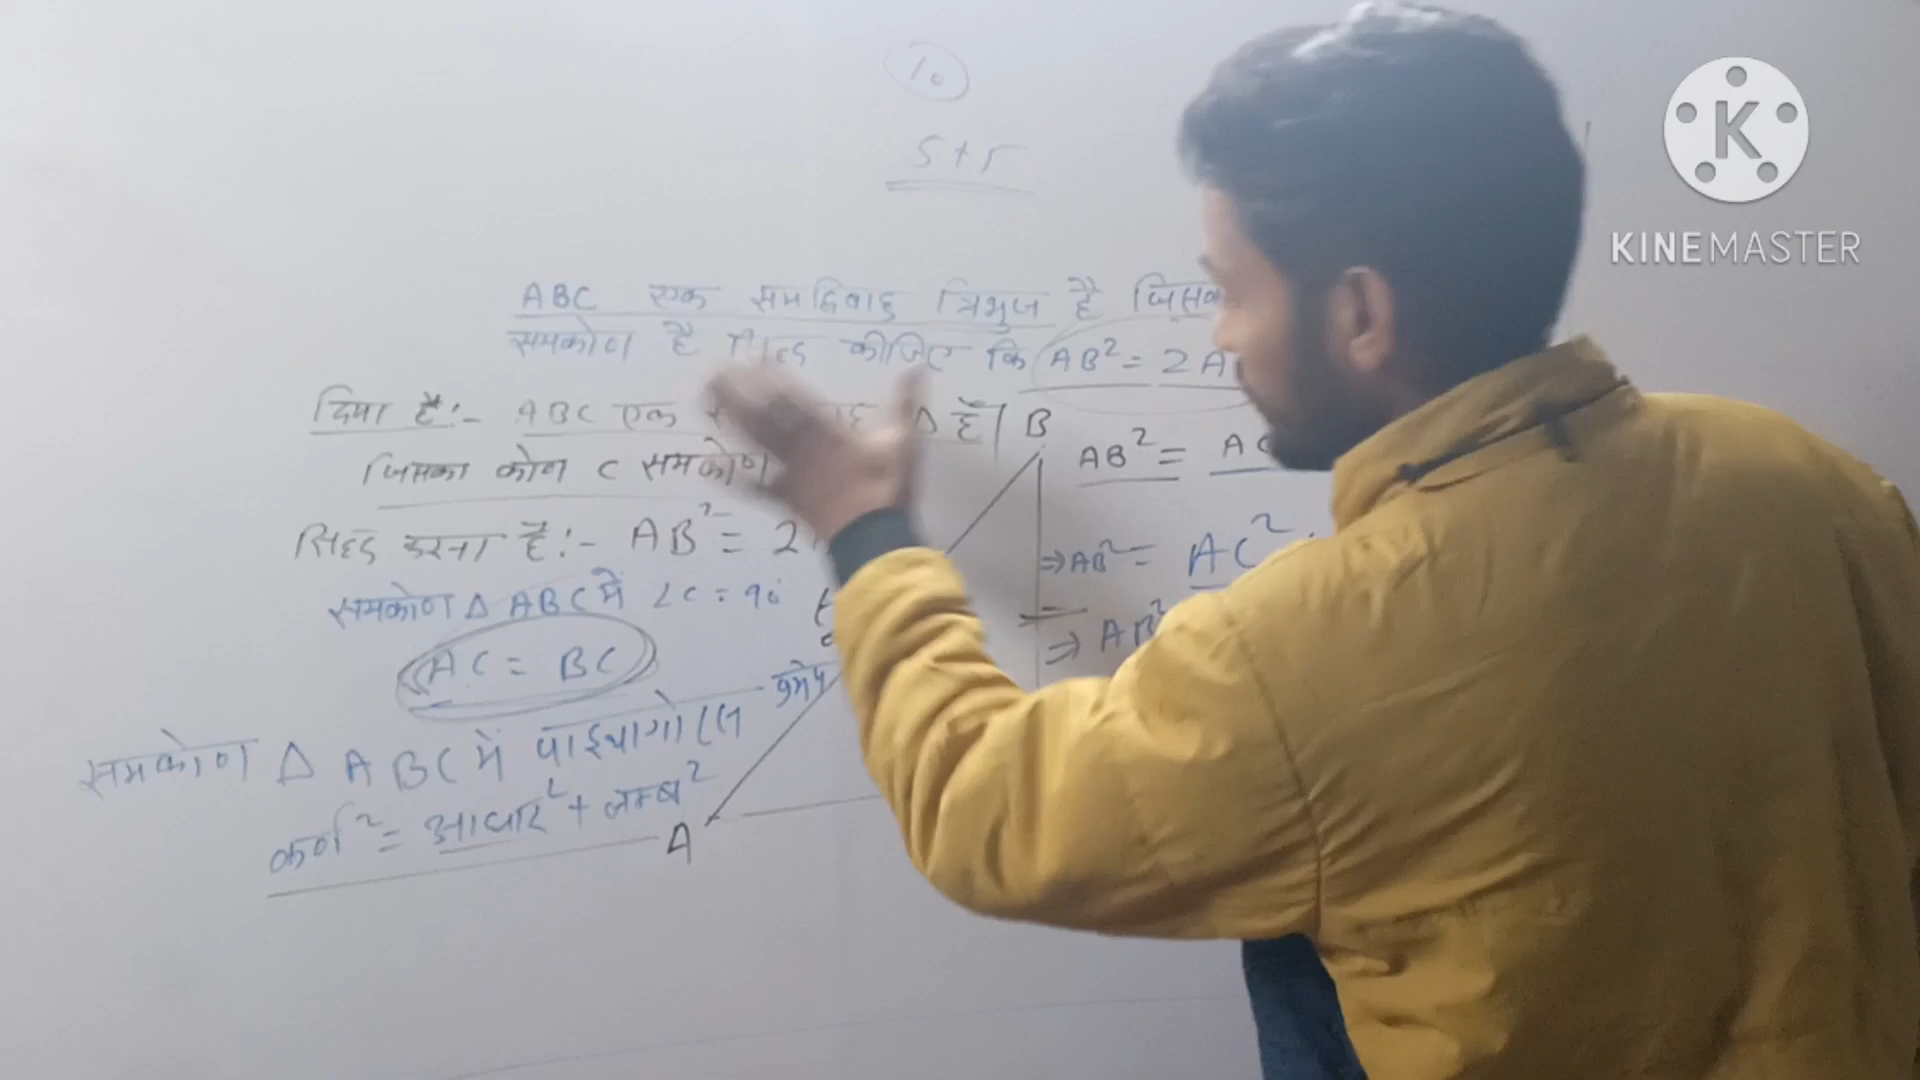 10
5+5
ABC एक समद्विबाहु त्रिभुज है जिसका
समकोण है सिद्ध कीजिए कि AB² = 2A
दिया है:- ABC एक Δ है|
जिसका कोण C समकोण
सिद्ध करना है:- AB² = 2
समकोण Δ ABC में ∠C = 90
AC = BC
समकोण Δ ABC में पाइथागोरस प्रमेय
कर्ण² = आधार² + लम्ब²
B
A
AB² = AC
⇒ AB² = AC²
⇒ AB²
K
KINEMASTER